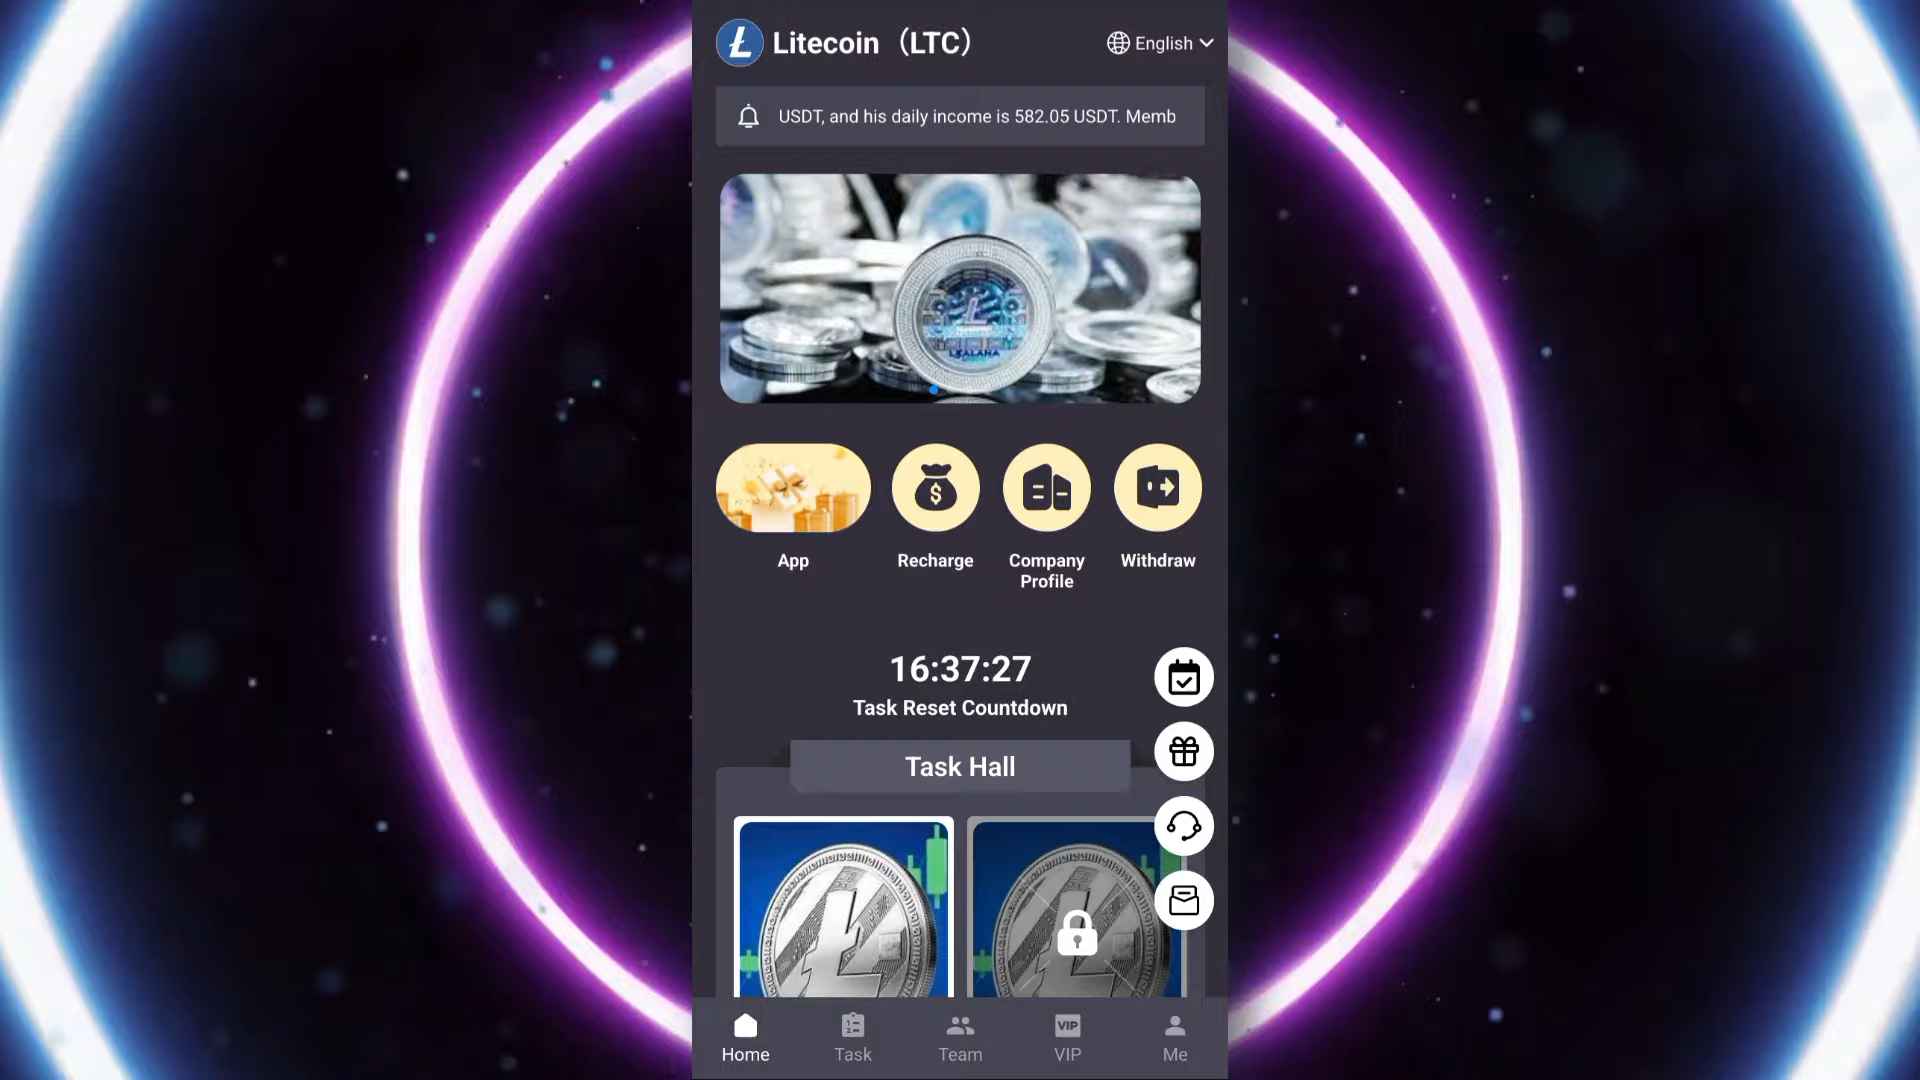 Litecoin（LTC）
English
USDT, and his daily income is 582.05 USDT. Memb
LEALANA
App
Recharge
Company
Profile
Withdraw
16:37:27
Task Reset Countdown
Task Hall
Home
Task
Team
VIP
VIP
Me